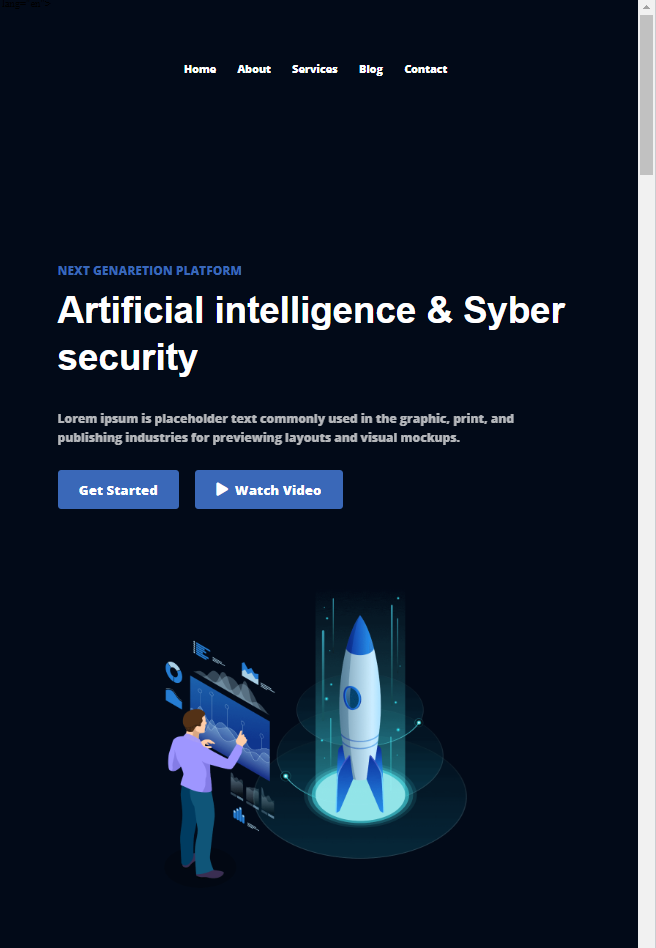 Home About Services Blog Contact
NEXT GENARETION PLATFORM
Artificial intelligence & Syber
security
Lorem ipsum is placeholder text commonly used in the graphic, print, and
publishing industries for previewing layouts and visual mockups.
Get Started Watch Video